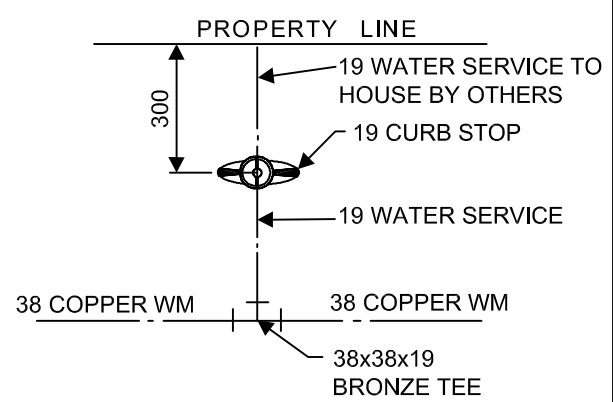 PROPERTY LINE
19 WATER SERVICE TO
HOUSE BY OTHERS
300
19 CURB STOP
19 WATER SERVICE
38 COPPER WM
38 COPPER WM
38x38x19
BRONZE TEE